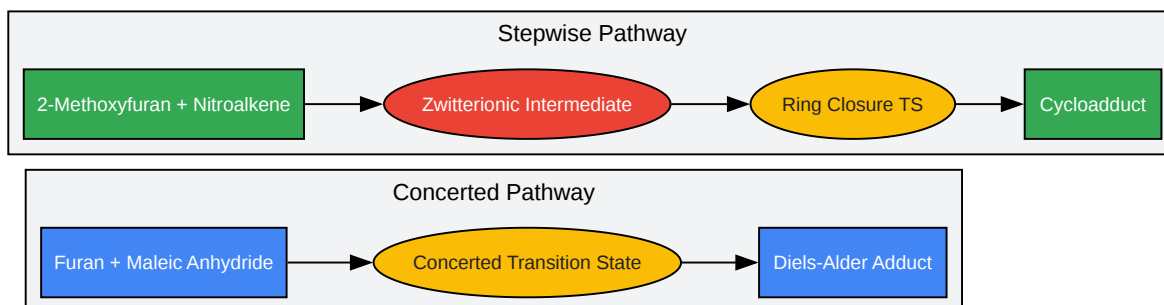 Stepwise Pathway
2-Methoxyfuran + Nitroalkene
Zwitterionic Intermediate
Ring Closure TS
Cycloadduct
Concerted Pathway
Furan + Maleic Anhydride
Concerted Transition State
Diels-Alder Adduct